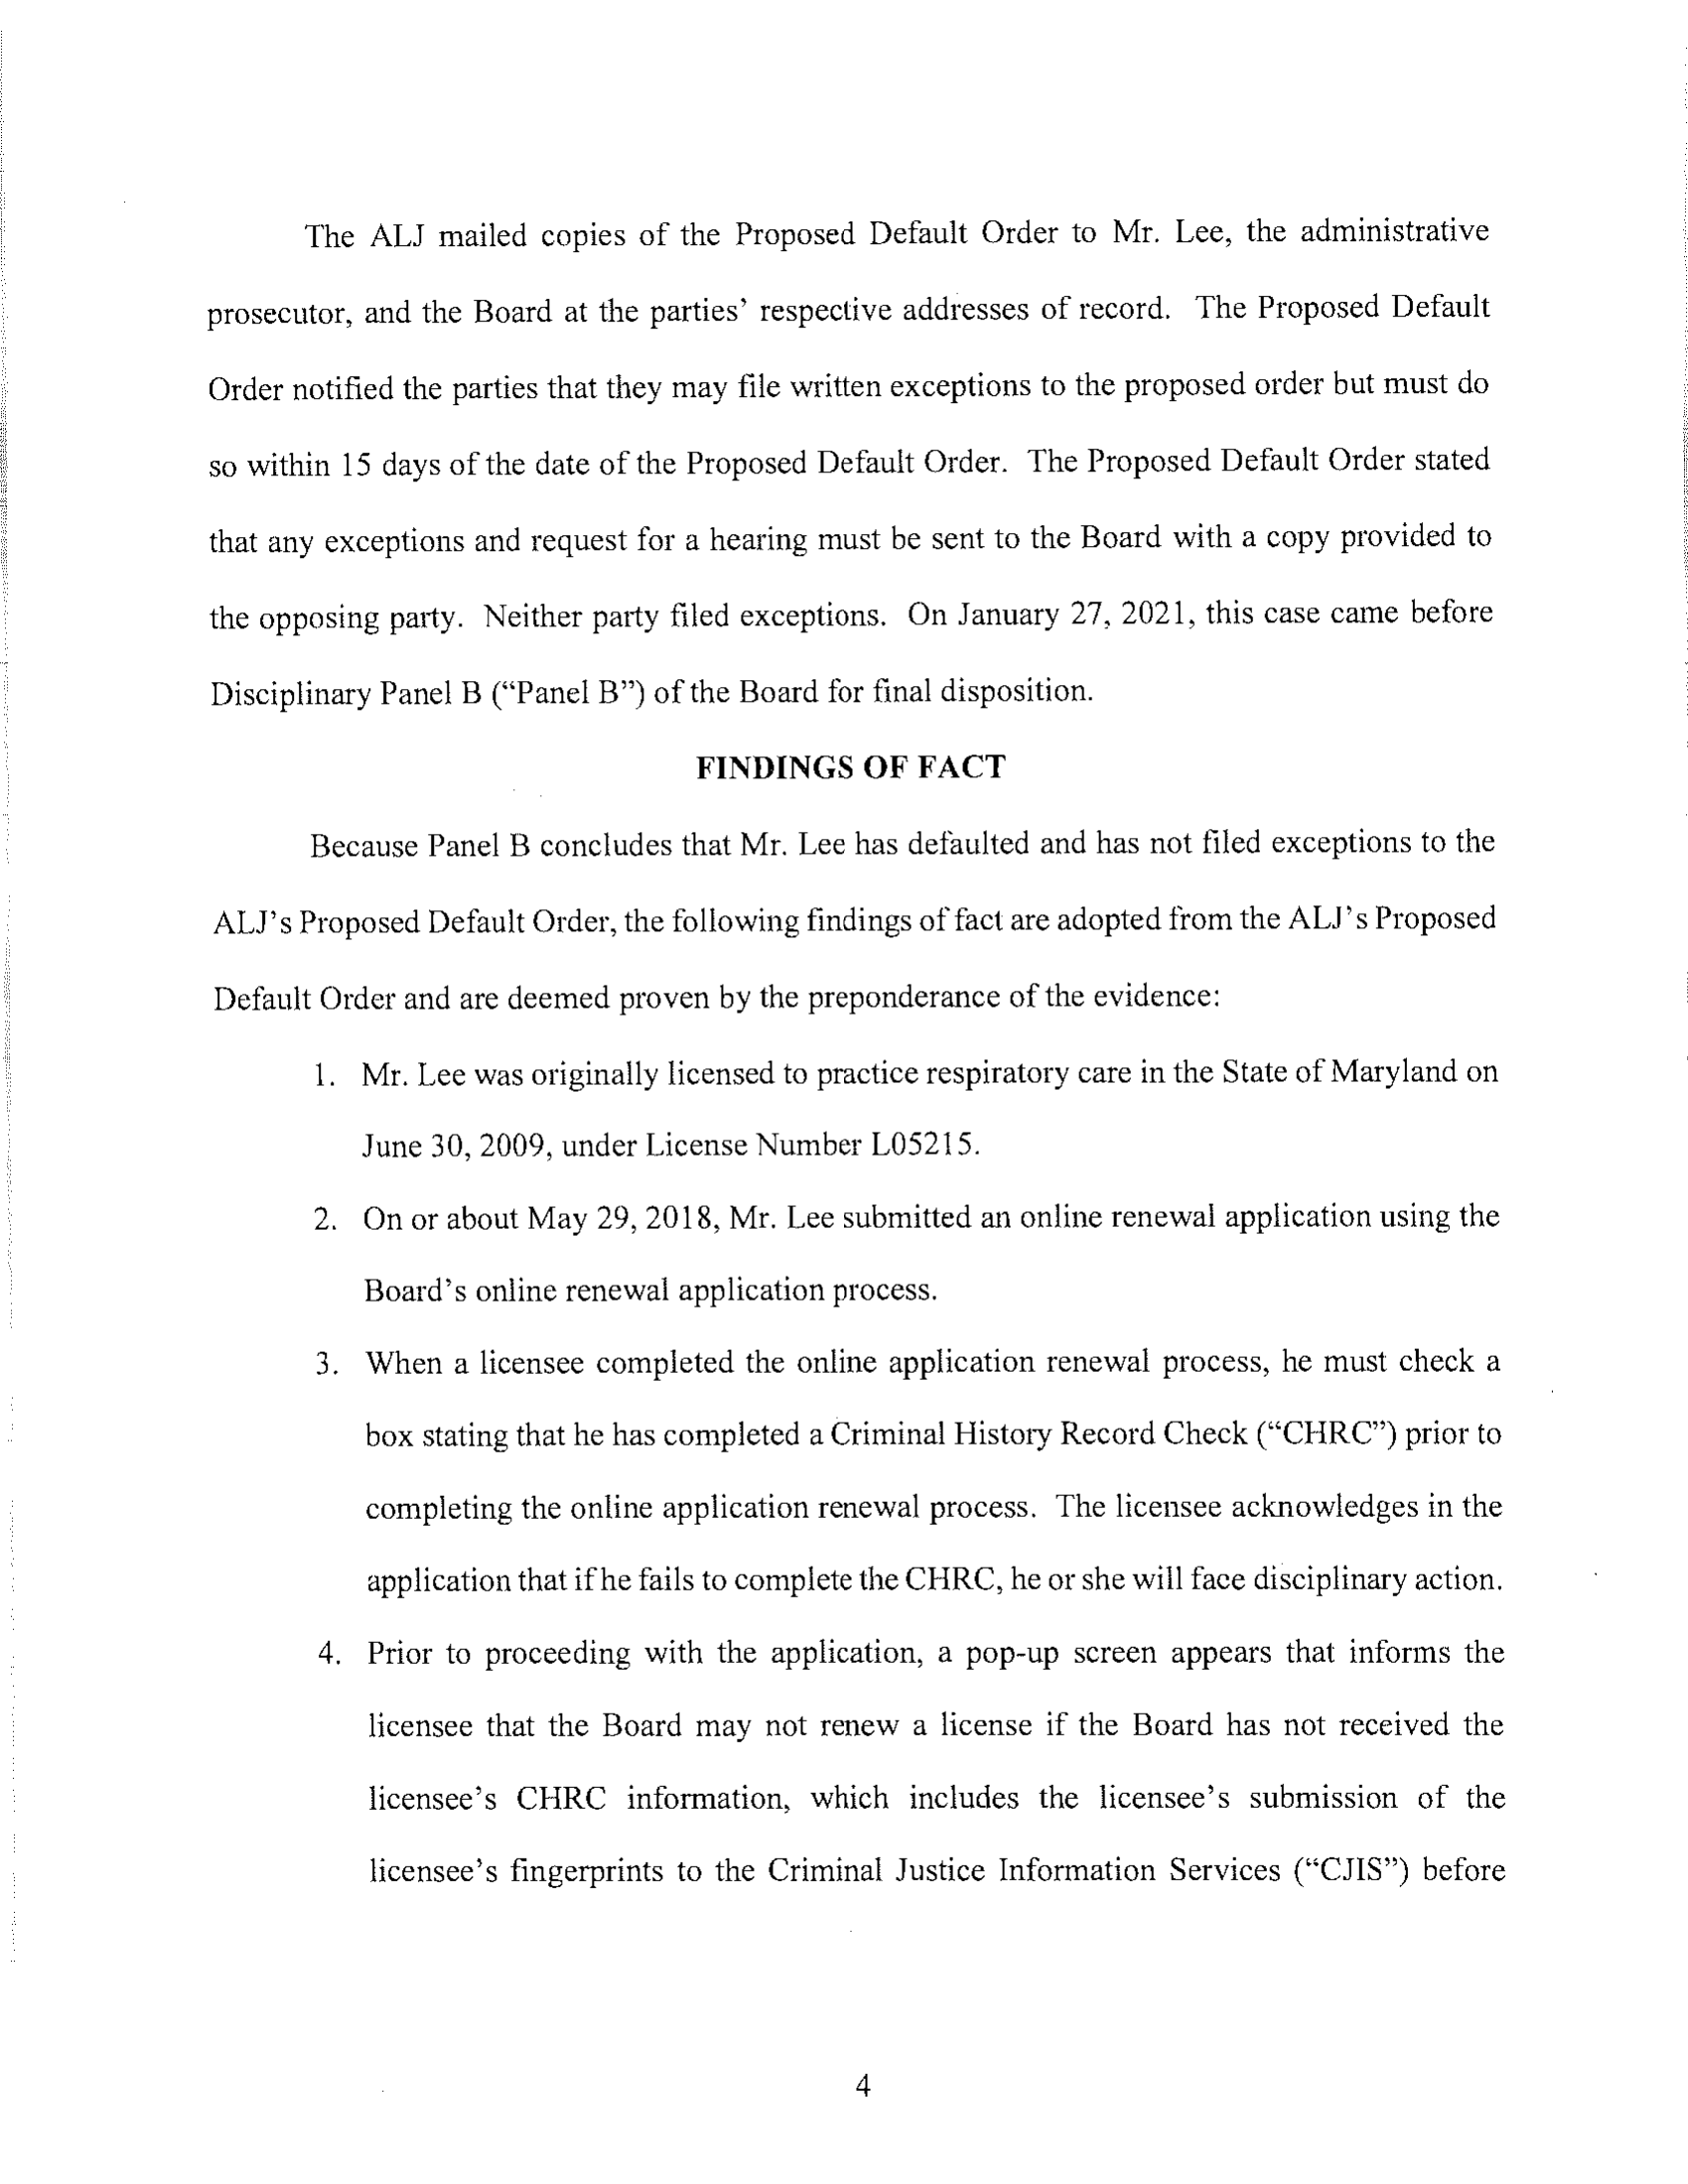 The ALJ mailed copies of the Proposed Default Order to Mr. Lee, the administrative
prosecutor, and the Board at the parties' respective addresses of record. The Proposed Default
Order notified the parties that they may file written exceptions to the proposed order but must do
so within 15 days of the date of the Proposed Default Order. The Proposed Default Order stated
that any exceptions and request for a hearing must be sent to the Board with a copy provided to
the opposing party. Neither party filed exceptions. On January 27, 2021, this case came before
Disciplinary Panel B (“Panel B”) of the Board for final disposition.
FINDINGS OF FACT
Because Panel B concludes that Mr. Lee has defaulted and has not filed exceptions to the
ALJ's Proposed Default Order, the following findings of fact are adopted from the ALJ's Proposed
Default Order and are deemed proven by the preponderance of the evidence:
1. Mr. Lee was originally licensed to practice respiratory care in the State of Maryland on
June 30, 2009, under License Number L05215.
2. On or about May 29, 2018, Mr. Lee submitted an online renewal application using the
Board's online renewal application process.
3. When a licensee completed the online application renewal process, he must check a
box stating that he has completed a Criminal History Record Check (“CHRC”) prior to
completing the online application renewal process. The licensee acknowledges in the
application that if he fails to complete the CHRC, he or she will face disciplinary action.
4. Prior to proceeding with the application, a pop-up screen appears that informs the
licensee that the Board may not renew a license if the Board has not received the
licensee's CHRC information, which includes the licensee's submission of the
licensee's fingerprints to the Criminal Justice Information Services (“CJIS”) before
4